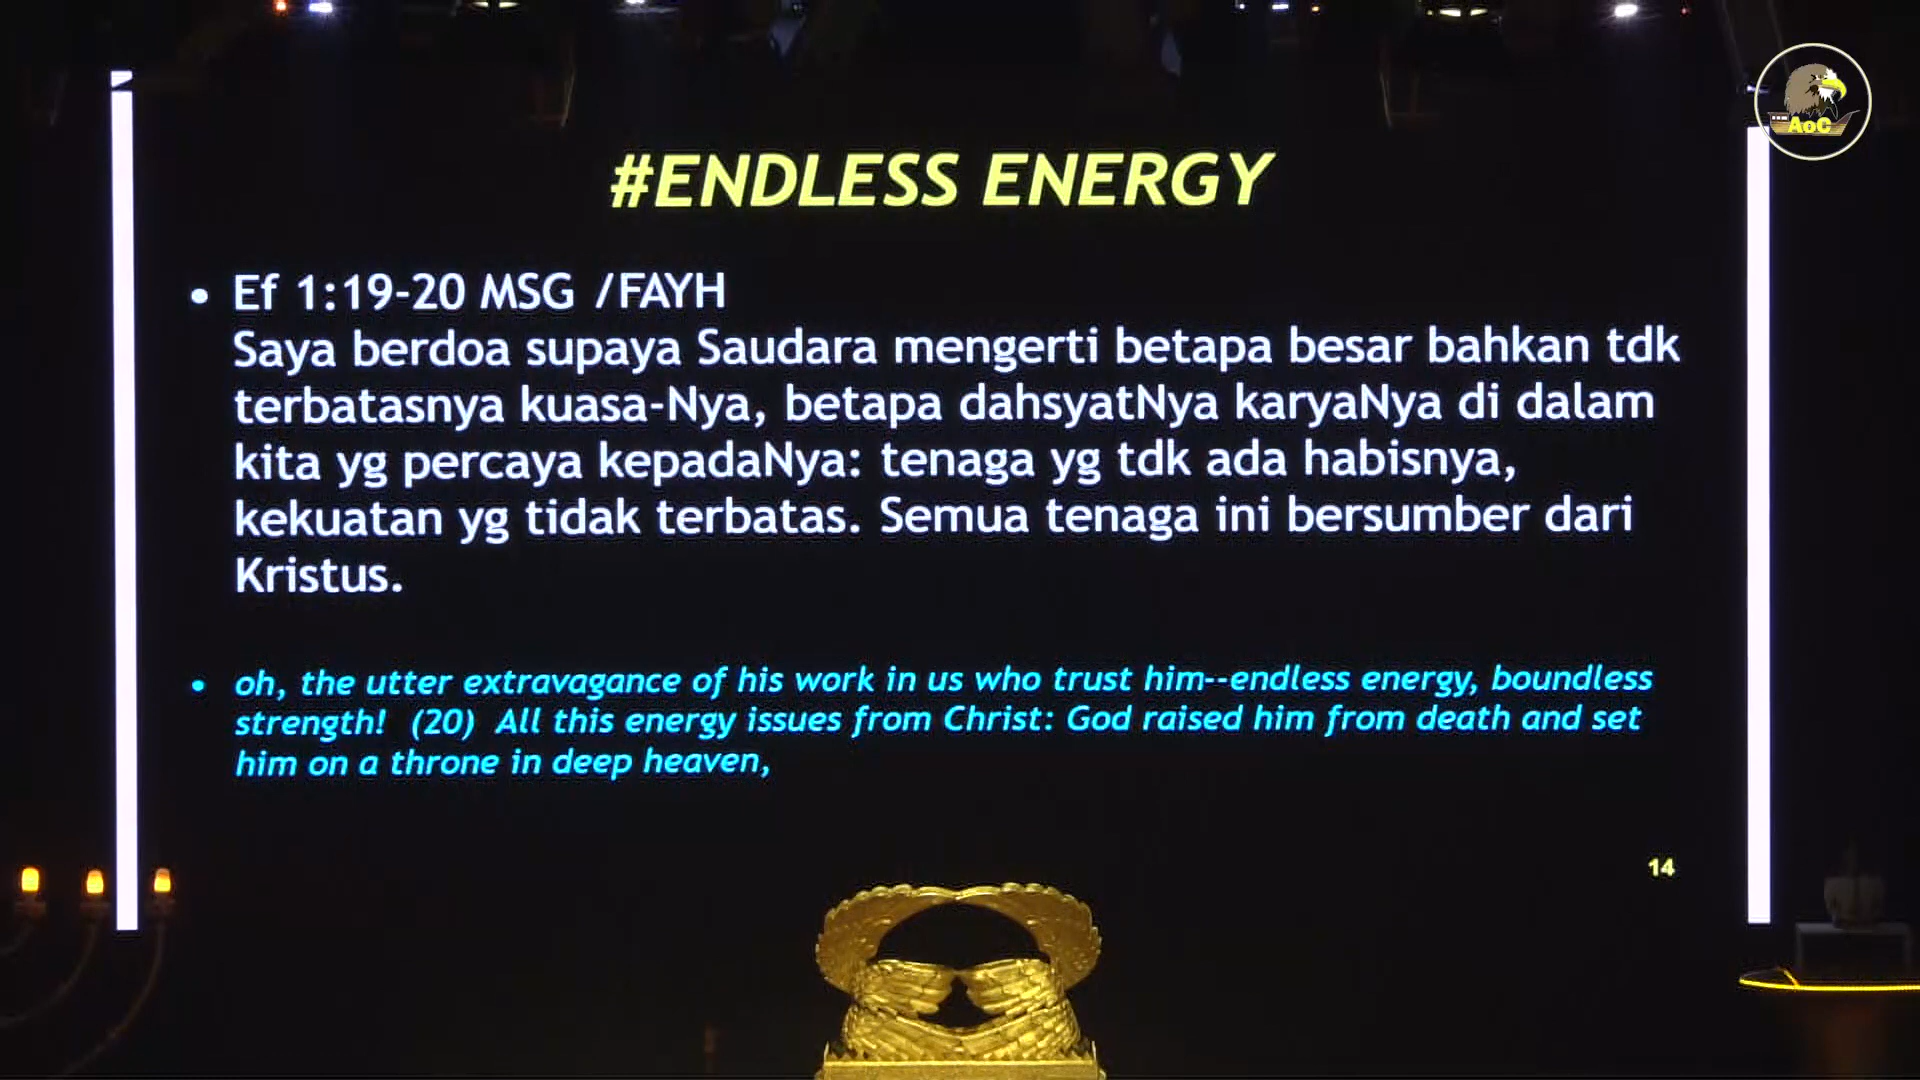 AoC
#ENDLESS ENERGY
• Ef 1:19-20 MSG /FAYH
Saya berdoa supaya Saudara mengerti betapa besar bahkan tdk
terbatasnya kuasa-Nya, betapa dahsyatNya karyaNya di dalam
kita yg percaya kepadaNya: tenaga yg tdk ada habisnya,
kekuatan yg tidak terbatas. Semua tenaga ini bersumber dari
Kristus.
• oh, the utter extravagance of his work in us who trust him--endless energy, boundless
strength! (20) All this energy issues from Christ: God raised him from death and set
him on a throne in deep heaven,
14